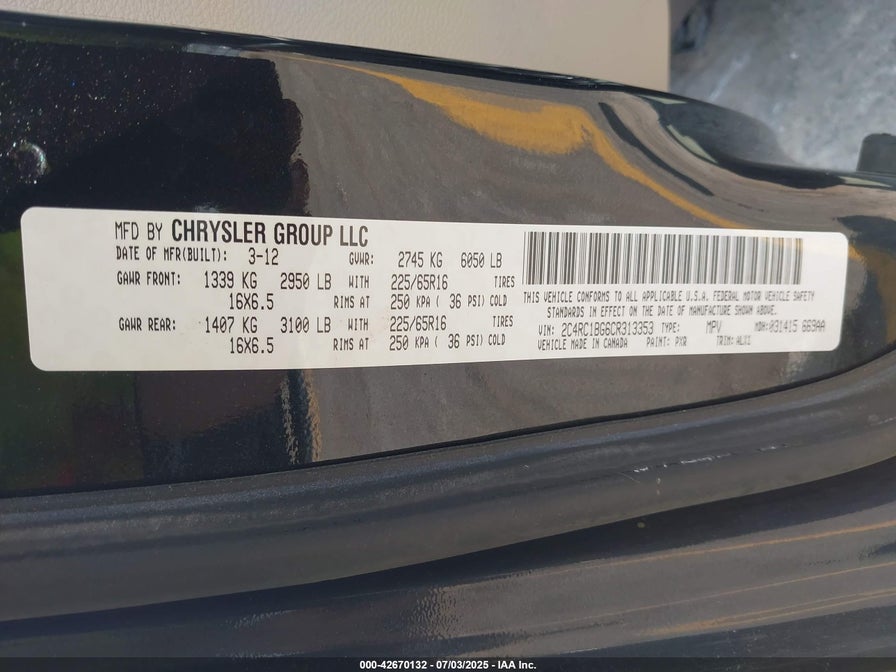 MFD BY CHRYSLER GROUP LLC
DATE OF MFR(BUILT): 3-12 GVWR: 2745 KG 6050 LB
GAWR FRONT: 1339 KG 2950 LB WITH 225/65R16 TIRES
16X6.5 RIMS AT 250 KPA ( 36 PSI) COLD
GAWR REAR: 1407 KG 3100 LB WITH 225/65R16 TIRES
16X6.5 RIMS AT 250 KPA ( 36 PSI) COLD
THIS VEHICLE CONFORMS TO ALL APPLICABLE U.S.A. FEDERAL MOTOR VEHICLE SAFETY
STANDARDS IN EFFECT ON THE DATE OF MANUFACTURE SHOWN ABOVE.
VIN: 2C4RC1BG6CR313353 TYPE: MPV MDH: 031415 669AA
VEHICLE MADE IN CANADA PAINT: PXR TRIM:
000-42670132 - 07/03/2025 - IAA Inc.